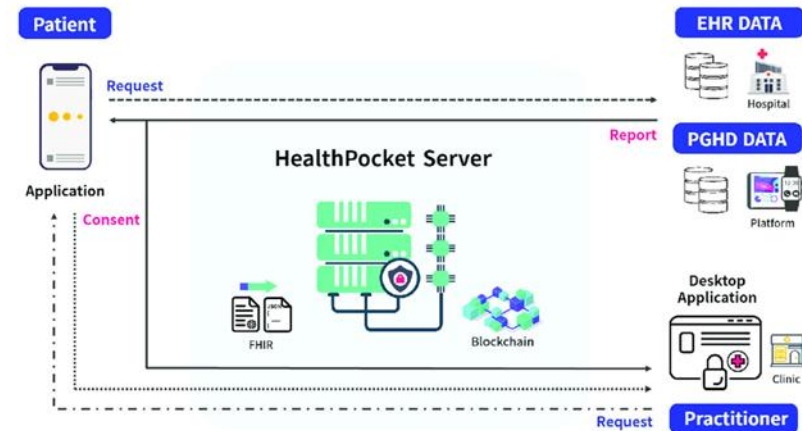 Patient
EHR DATA
Request
Hospital
Report
PGHD DATA
HealthPocket Server
Application
Consent
Platform
Desktop
Application
FHIR
Blockchain
Clinic
Request
Practitioner